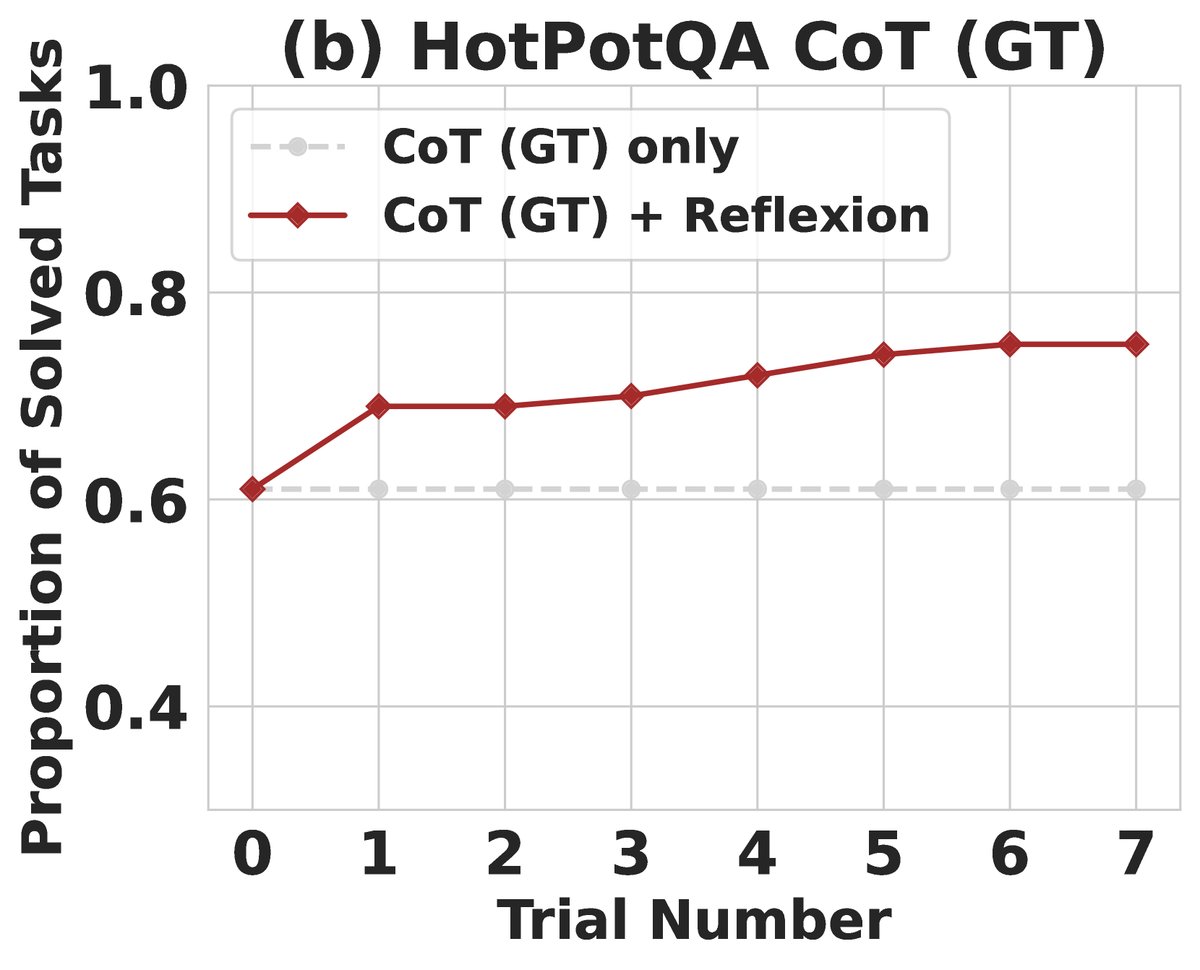 (b) HotPotQA CoT (GT)
Proportion of Solved Tasks
1.0
0.8
0.6
0.4
CoT (GT) only
CoT (GT) + Reflexion
0 1 2 3 4 5 6 7
Trial Number